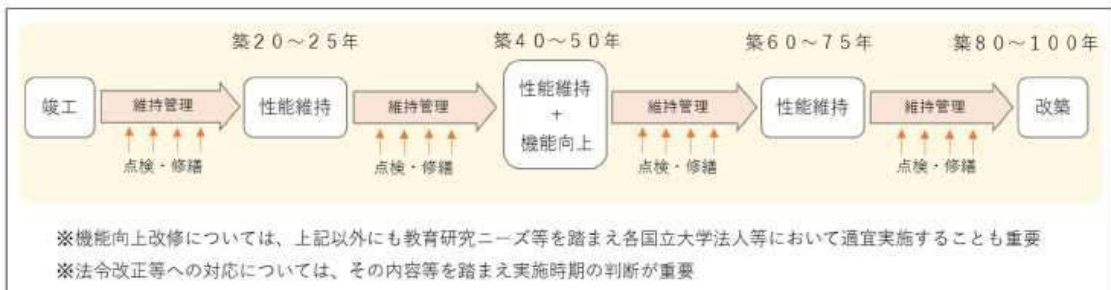 築２０～２５年
築４０～５０年
築６０～７５年
築８０～１００年
竣工
維持管理
点検・修繕
性能維持
維持管理
点検・修繕
性能維持
＋
機能向上
維持管理
点検・修繕
性能維持
維持管理
点検・修繕
改築
※機能向上改修については、上記以外にも教育研究ニーズ等を踏まえ各国立大学法人等において適宜実施することも重要
※法令改正等への対応については、その内容等を踏まえ実施時期の判断が重要